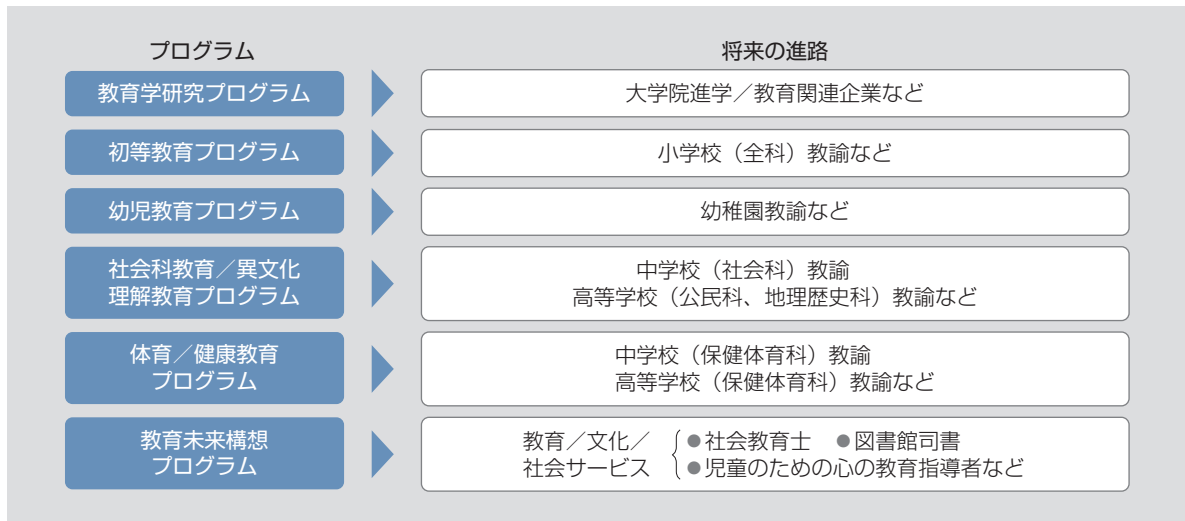 プログラム
将来の進路
教育学研究プログラム
大学院進学／教育関連企業など
初等教育プログラム
小学校（全科）教諭など
幼児教育プログラム
幼稚園教諭など
社会科教育／異文化
理解教育プログラム
中学校（社会科）教諭
高等学校（公民科、地理歴史科）教諭など
体育／健康教育
プログラム
中学校（保健体育科）教諭
高等学校（保健体育科）教諭など
教育未来構想
プログラム
教育／文化／
社会サービス
●社会教育士　●図書館司書
●児童のための心の教育指導者など